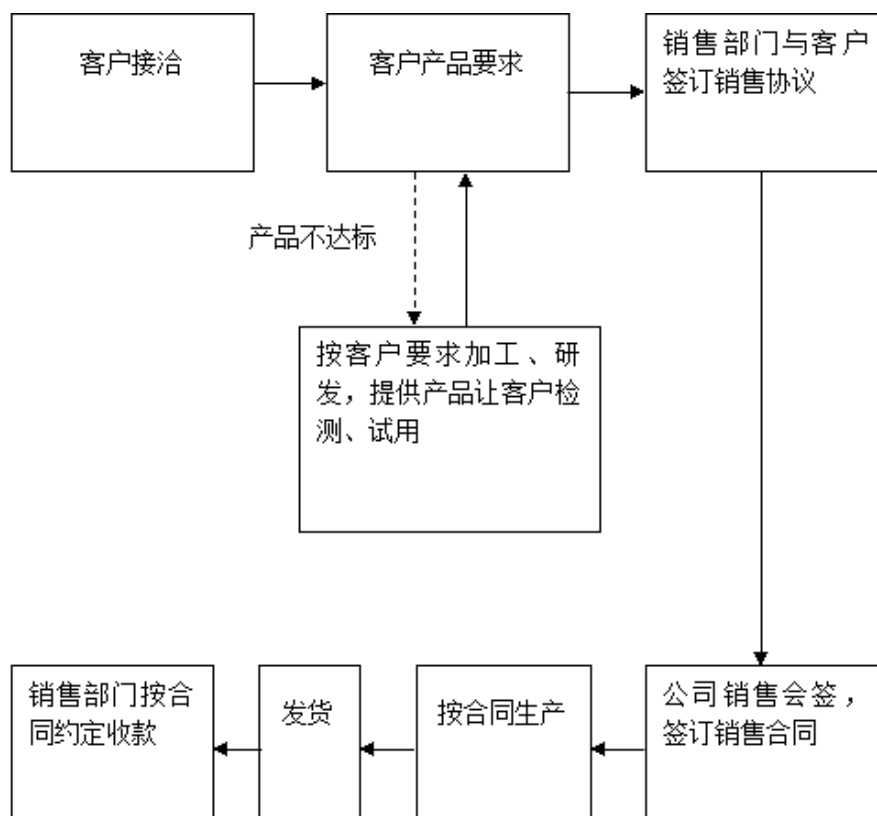 客户接洽
客户产品要求
销售部门与客户
签订销售协议
产品不达标
按客户要求加工、研
发，提供产品让客户检
测、试用
销售部门按合
同约定收款
发货
按合同生产
公司销售会签，
签订销售合同